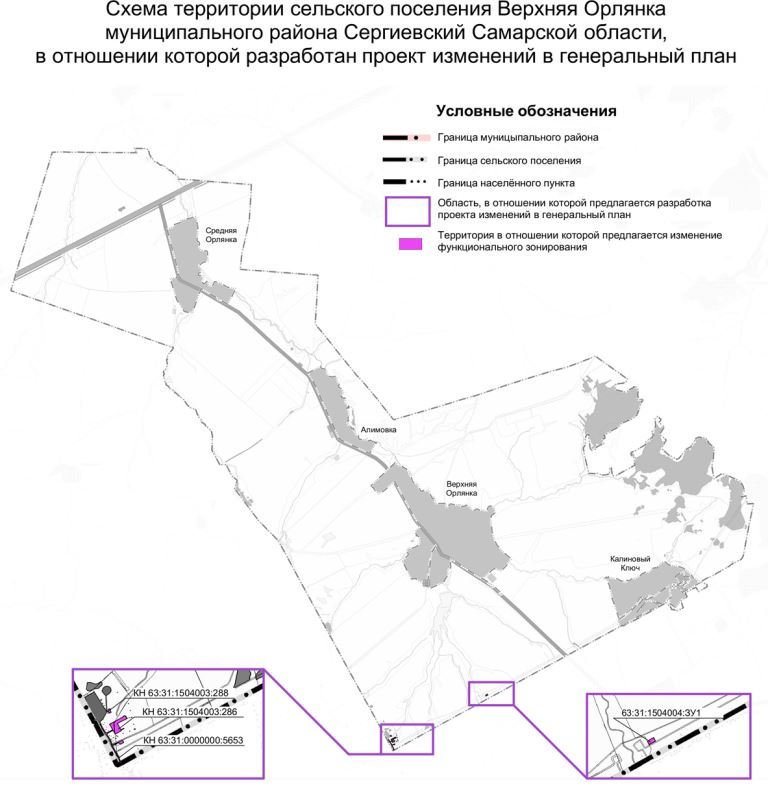 Схема территории сельского поселения Верхняя Орлянка
муниципального района Сергиевский Самарской области,
в отношении которой разработан проект изменений в генеральный план
Условные обозначения
Граница муницыпального района
Граница сельского поселения
Граница населённого пункта
Область, в отношении которой предлагается разработка
проекта изменений в генеральный план
Территория в отношении которой предлагается изменение
функционального зонирования
Средняя
Орлянка
Алимовка
Верхняя
Орлянка
Калиновый
Ключ
КН 63:31:1504003:288
КН 63:31:1504003:286
КН 63:31:0000000:5653
63:31:1504004:ЗУ1